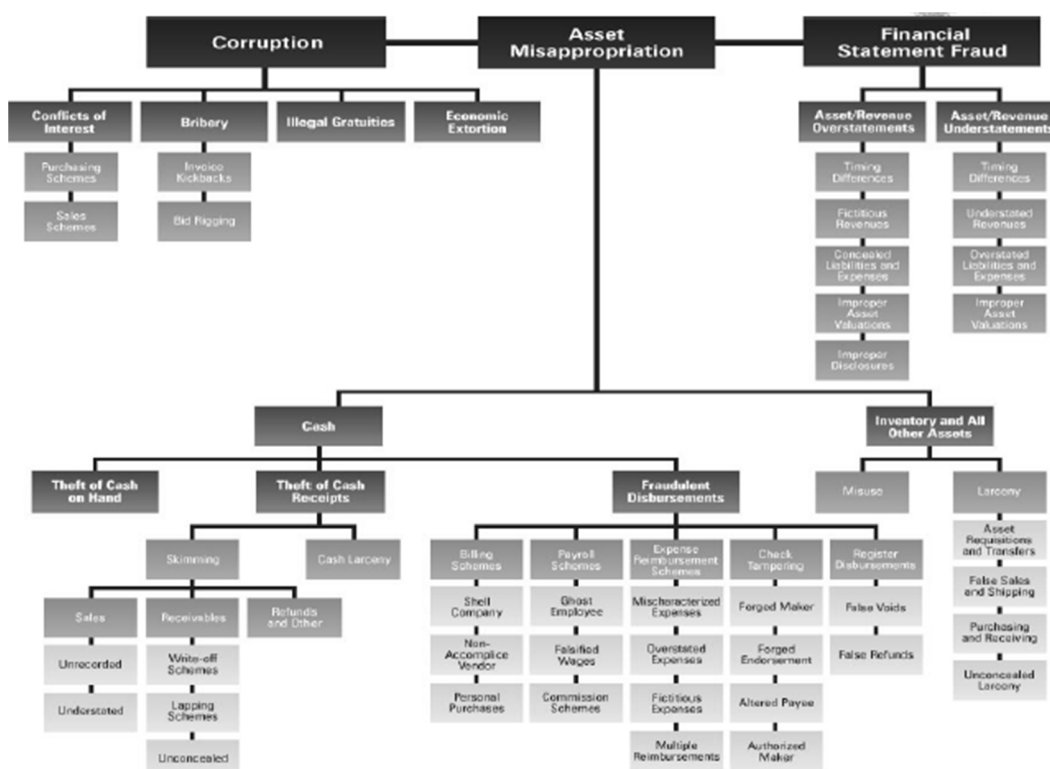 Corruption
Asset
Misappropriation
Financial
Statement Fraud
Conflicts of
Interest
Bribery
Illegal Gratuities
Economic
Extortion
Asset/Revenue
Overstatements
Asset/Revenue
Understatements
Purchasing
Schemes
Invoice
Kickbacks
Timing
Differences
Timing
Differences
Sales
Schemes
Bid Rigging
Fictitious
Revenues
Understated
Revenues
Concealed
Liabilities and
Expenses
Overstated
Liabilities and
Expenses
Improper
Asset
Valuations
Improper
Asset
Valuations
Improper
Disclosures
Cash
Inventory and All
Other Assets
Theft of Cash
on Hand
Theft of Cash
Receipts
Fraudulent
Disbursements
Misuse
Larceny
Skimming
Cash Larceny
Billing
Schemes
Payroll
Schemes
Expense
Reimbursement
Schemes
Check
Tampering
Register
Disbursements
Asset
Requisitions
and Transfers
Sales
Receivables
Refunds
and Other
Shell
Company
Ghost
Employee
Mischaracterized
Expenses
Forged Maker
False Voids
False Sales
and Shipping
Unrecorded
Write-off
Schemes
Non-
Accomplice
Vendor
Falsified
Wages
Overstated
Expenses
Forged
Endorsement
False Refunds
Purchasing
and Receiving
Understated
Lapping
Schemes
Personal
Purchases
Commission
Schemes
Fictitious
Expenses
Altered Payee
Unconcealed
Larceny
Unconcealed
Multiple
Reimbursements
Authorized
Maker